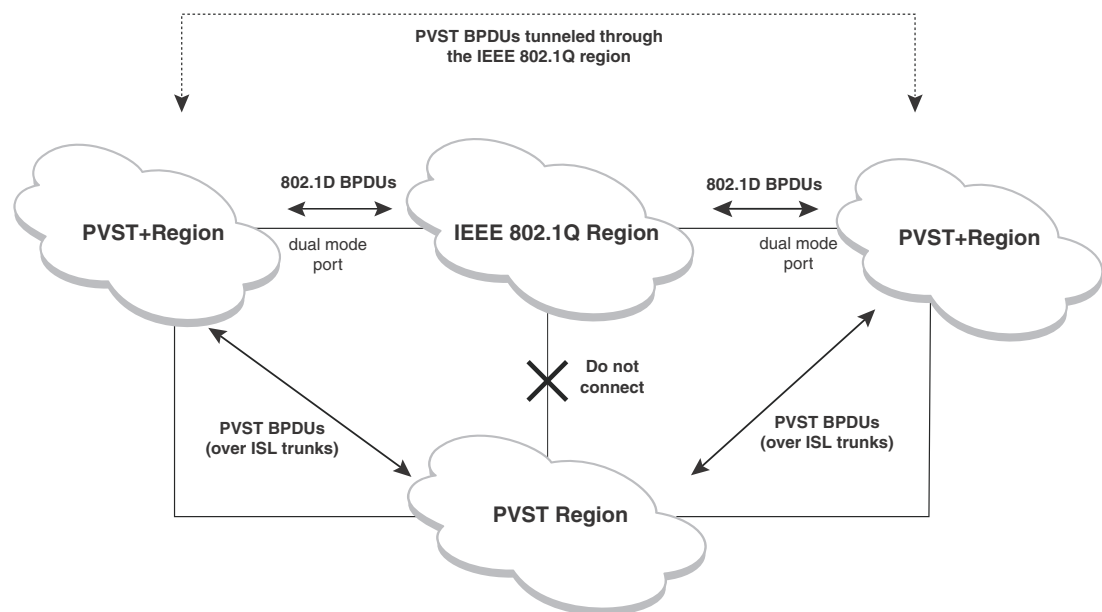 PVST BPDUs tunneled through
the IEEE 802.1Q region
802.1D BPDUs
802.1D BPDUs
PVST+Region
IEEE 802.1Q Region
PVST+Region
dual mode
port
dual mode
port
Do not
connect
PVST BPDUs
(over ISL trunks)
PVST BPDUs
(over ISL trunks)
PVST Region